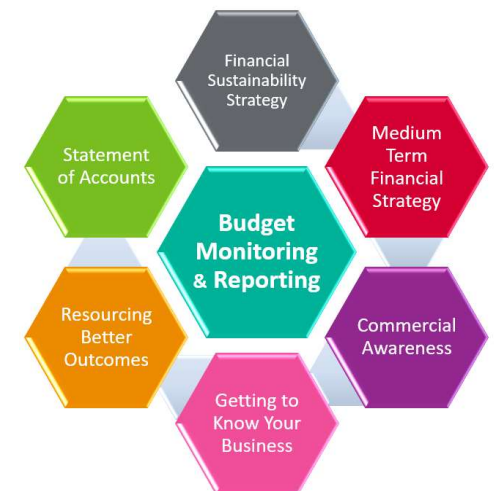 Financial
Sustainability
Strategy
Medium
Term
Financial
Strategy
Statement
of Accounts
Budget
Monitoring
& Reporting
Commercial
Awareness
Resourcing
Better
Outcomes
Getting to
Know Your
Business